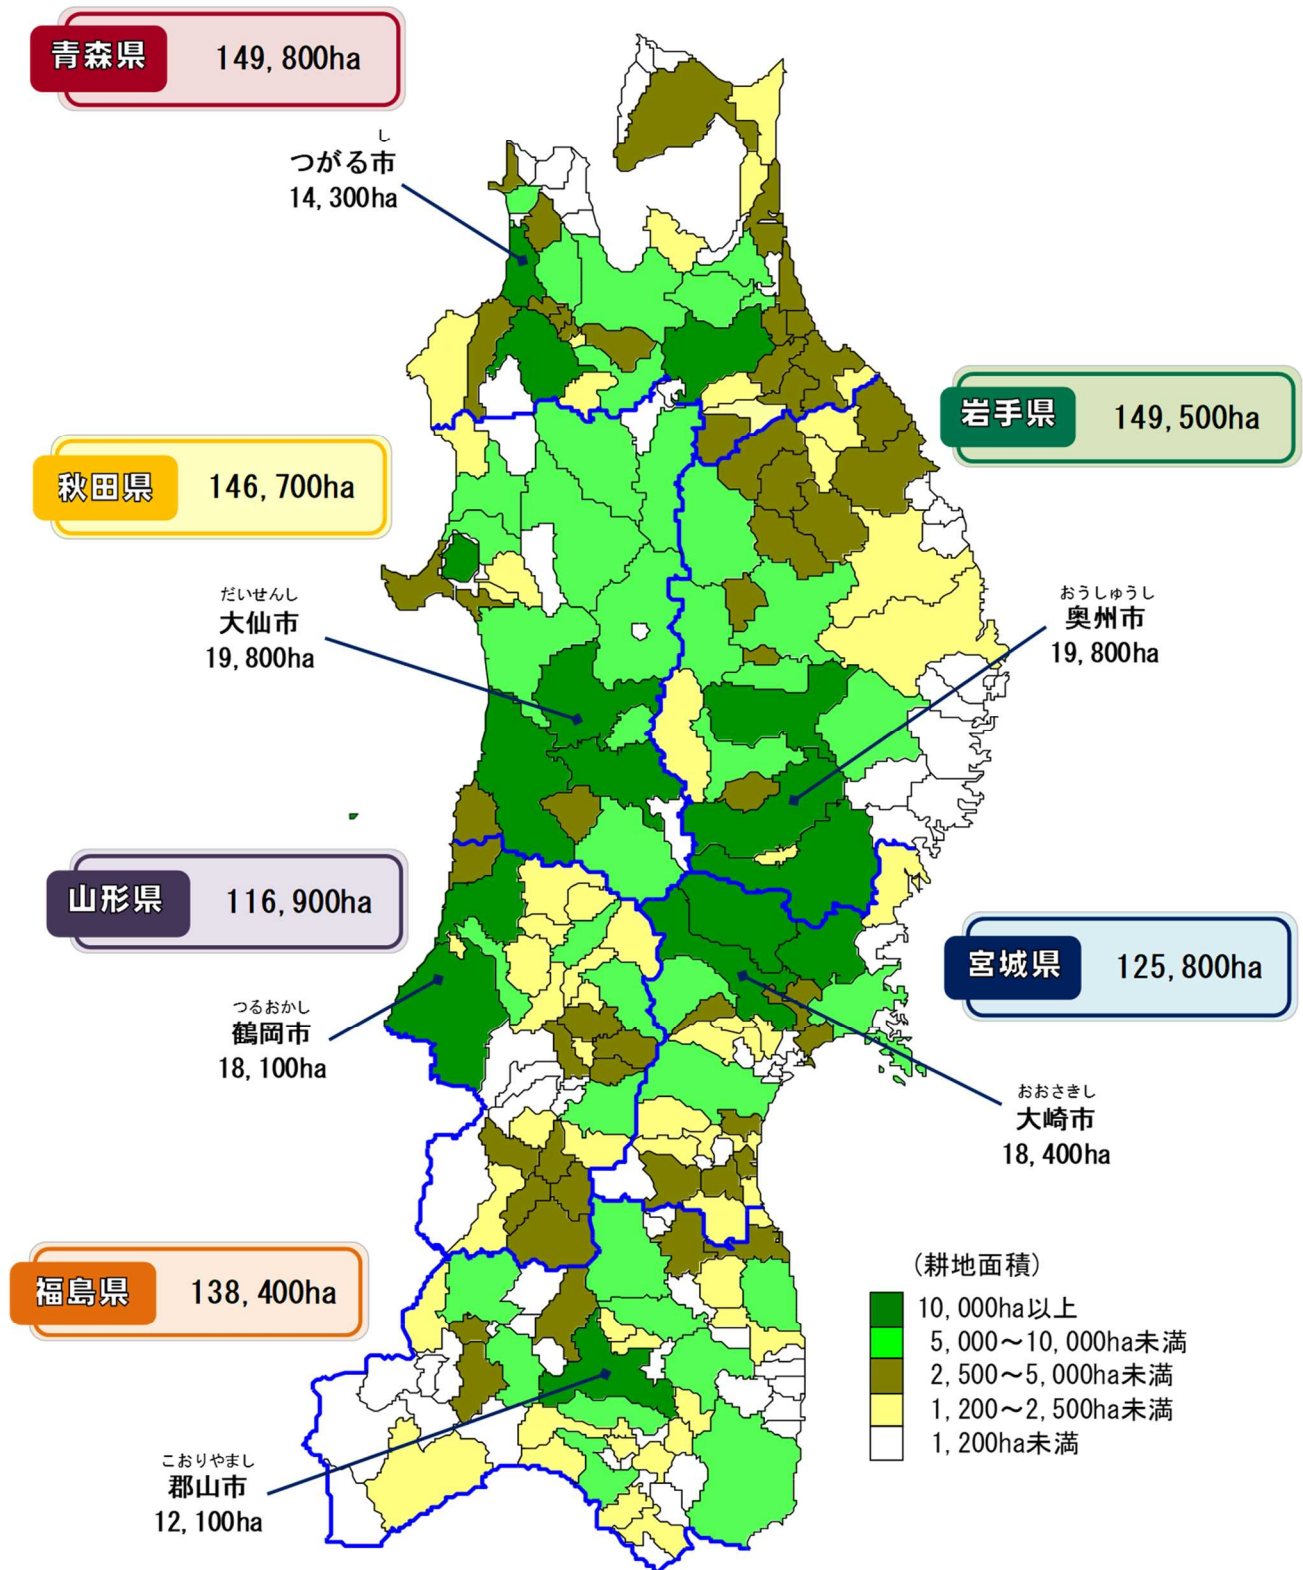 青森県 149,800ha
し
つがる市
14,300ha
岩手県 149,500ha
秋田県 146,700ha
だいせんし
大仙市
19,800ha
おうしゅうし
奥州市
19,800ha
山形県 116,900ha
宮城県 125,800ha
つるおかし
鶴岡市
18,100ha
おおさきし
大崎市
18,400ha
福島県 138,400ha
こおりやまし
郡山市
12,100ha
(耕地面積)
10,000ha以上
5,000～10,000ha未満
2,500～5,000ha未満
1,200～2,500ha未満
1,200ha未満